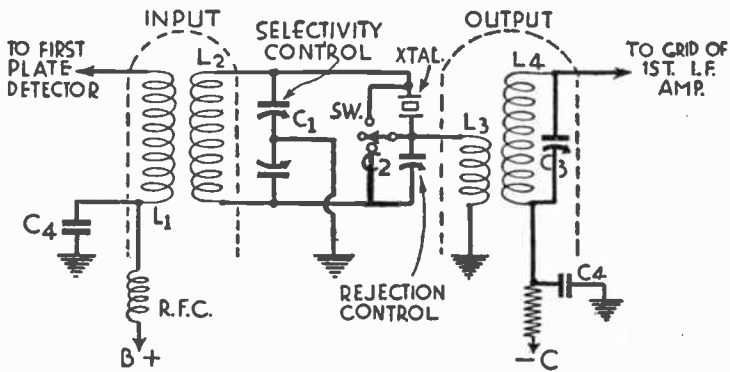 INPUT
OUTPUT
TO FIRST
PLATE
DETECTOR
L2
SELECTIVITY
CONTROL
XTAL.
L4
TO GRID OF
1ST. I.F.
AMP.
SW.
C1
L3
C3
C2
L1
C4
C4
R.F.C.
REJECTION
CONTROL
B+
-C